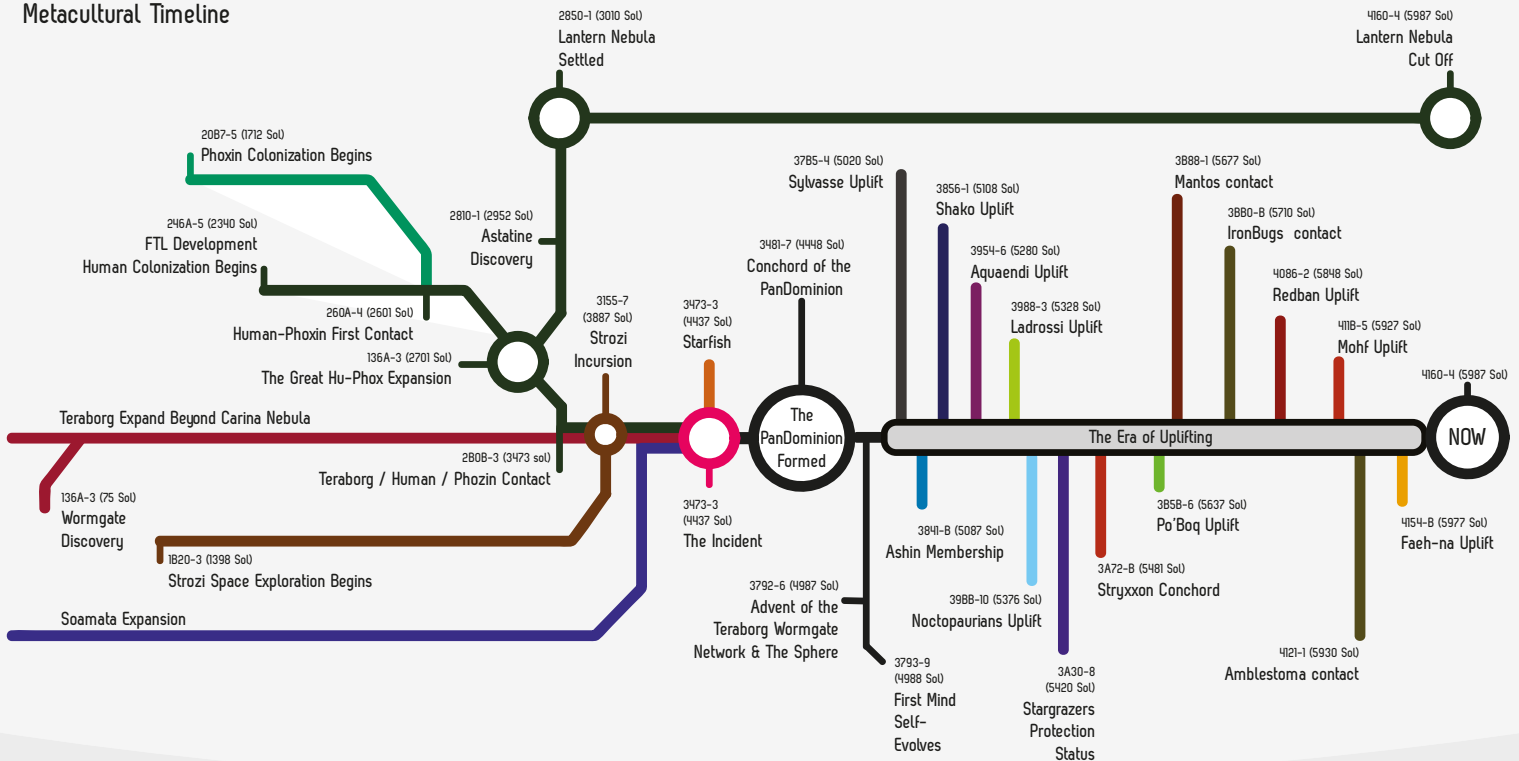 Metacultural Timeline
2850-1 (3010 Sol)
Lantern Nebula
Settled
4160-4 (5987 Sol)
Lantern Nebula
Cut Off
20B7-5 (1712 Sol)
Phoxin Colonization Begins
246A-5 (2340 Sol)
FTL Development
Human Colonization Begins
2810-1 (2952 Sol)
Astatine
Discovery
260A-4 (2601 Sol)
Human-Phoxin First Contact
136A-3 (2701 Sol)
The Great Hu-Phox Expansion
3155-7
(3887 Sol)
Strozi
Incursion
3473-3
(4437 Sol)
Starfish
3481-7 (4448 Sol)
Conchord of the
PanDominion
37B5-4 (5020 Sol)
Sylvasse Uplift
3856-1 (5108 Sol)
Shako Uplift
3954-6 (5280 Sol)
Aquaendi Uplift
3988-3 (5328 Sol)
Ladrossi Uplift
3B88-1 (5677 Sol)
Mantos contact
3BB0-B (5710 Sol)
IronBugs contact
4086-2 (5848 Sol)
Redban Uplift
411B-5 (5927 Sol)
Mohf Uplift
4160-4 (5987 Sol)
Teraborg Expand Beyond Carina Nebula
The
PanDominion
Formed
The Era of Uplifting
NOW
2B0B-3 (3473 sol)
Teraborg / Human / Phozin Contact
136A-3 (75 Sol)
Wormgate
Discovery
1B20-3 (1398 Sol)
Strozi Space Exploration Begins
Soamata Expansion
3473-3
(4437 Sol)
The Incident
3792-6 (4987 Sol)
Advent of the
Teraborg Wormgate
Network & The Sphere
3793-9
(4988 Sol)
First Mind
Self-
Evolves
3841-B (5087 Sol)
Ashin Membership
39BB-10 (5376 Sol)
Noctopaurians Uplift
3A30-8
(5420 Sol)
Stargrazers
Protection
Status
3A72-B (5481 Sol)
Stryxxon Conchord
3B5B-6 (5637 Sol)
Po'Boq Uplift
4121-1 (5930 Sol)
Amblestoma contact
4154-B (5977 Sol)
Faeh-na Uplift